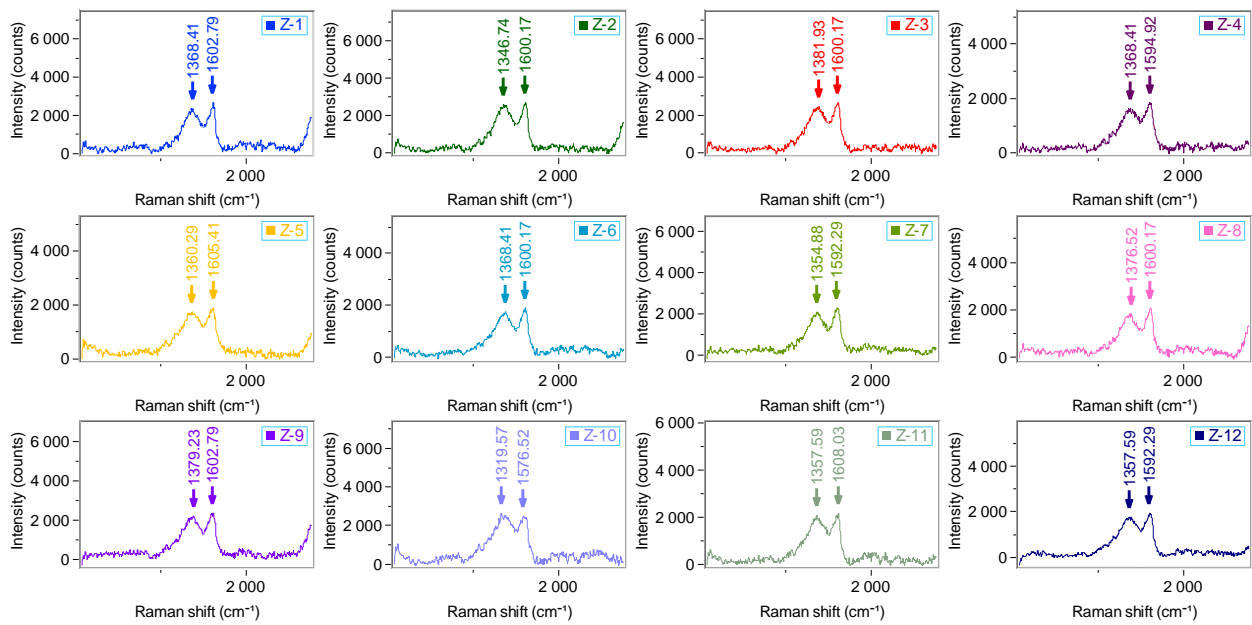 Z-1
1368.41
1602.79
Intensity (counts)
6 000
4 000
2 000
0
2 000
Raman shift (cm⁻¹)
Z-2
1346.74
1600.17
Intensity (counts)
6 000
4 000
2 000
0
2 000
Raman shift (cm⁻¹)
Z-3
1381.93
1600.17
Intensity (counts)
6 000
4 000
2 000
0
2 000
Raman shift (cm⁻¹)
Z-4
1368.41
1594.92
Intensity (counts)
4 000
2 000
0
2 000
Raman shift (cm⁻¹)
Z-5
1360.29
1605.41
Intensity (counts)
4 000
2 000
0
2 000
Raman shift (cm⁻¹)
Z-6
1368.41
1600.17
Intensity (counts)
4 000
2 000
0
2 000
Raman shift (cm⁻¹)
Z-7
1354.88
1592.29
Intensity (counts)
6 000
4 000
2 000
0
2 000
Raman shift (cm⁻¹)
Z-8
1376.52
1600.17
Intensity (counts)
4 000
2 000
0
2 000
Raman shift (cm⁻¹)
Z-9
1379.23
1602.79
Intensity (counts)
6 000
4 000
2 000
0
2 000
Raman shift (cm⁻¹)
Z-10
1319.57
1576.52
Intensity (counts)
6 000
4 000
2 000
0
2 000
Raman shift (cm⁻¹)
Z-11
1357.59
1608.03
Intensity (counts)
6 000
4 000
2 000
0
2 000
Raman shift (cm⁻¹)
Z-12
1357.59
1592.29
Intensity (counts)
4 000
2 000
0
2 000
Raman shift (cm⁻¹)